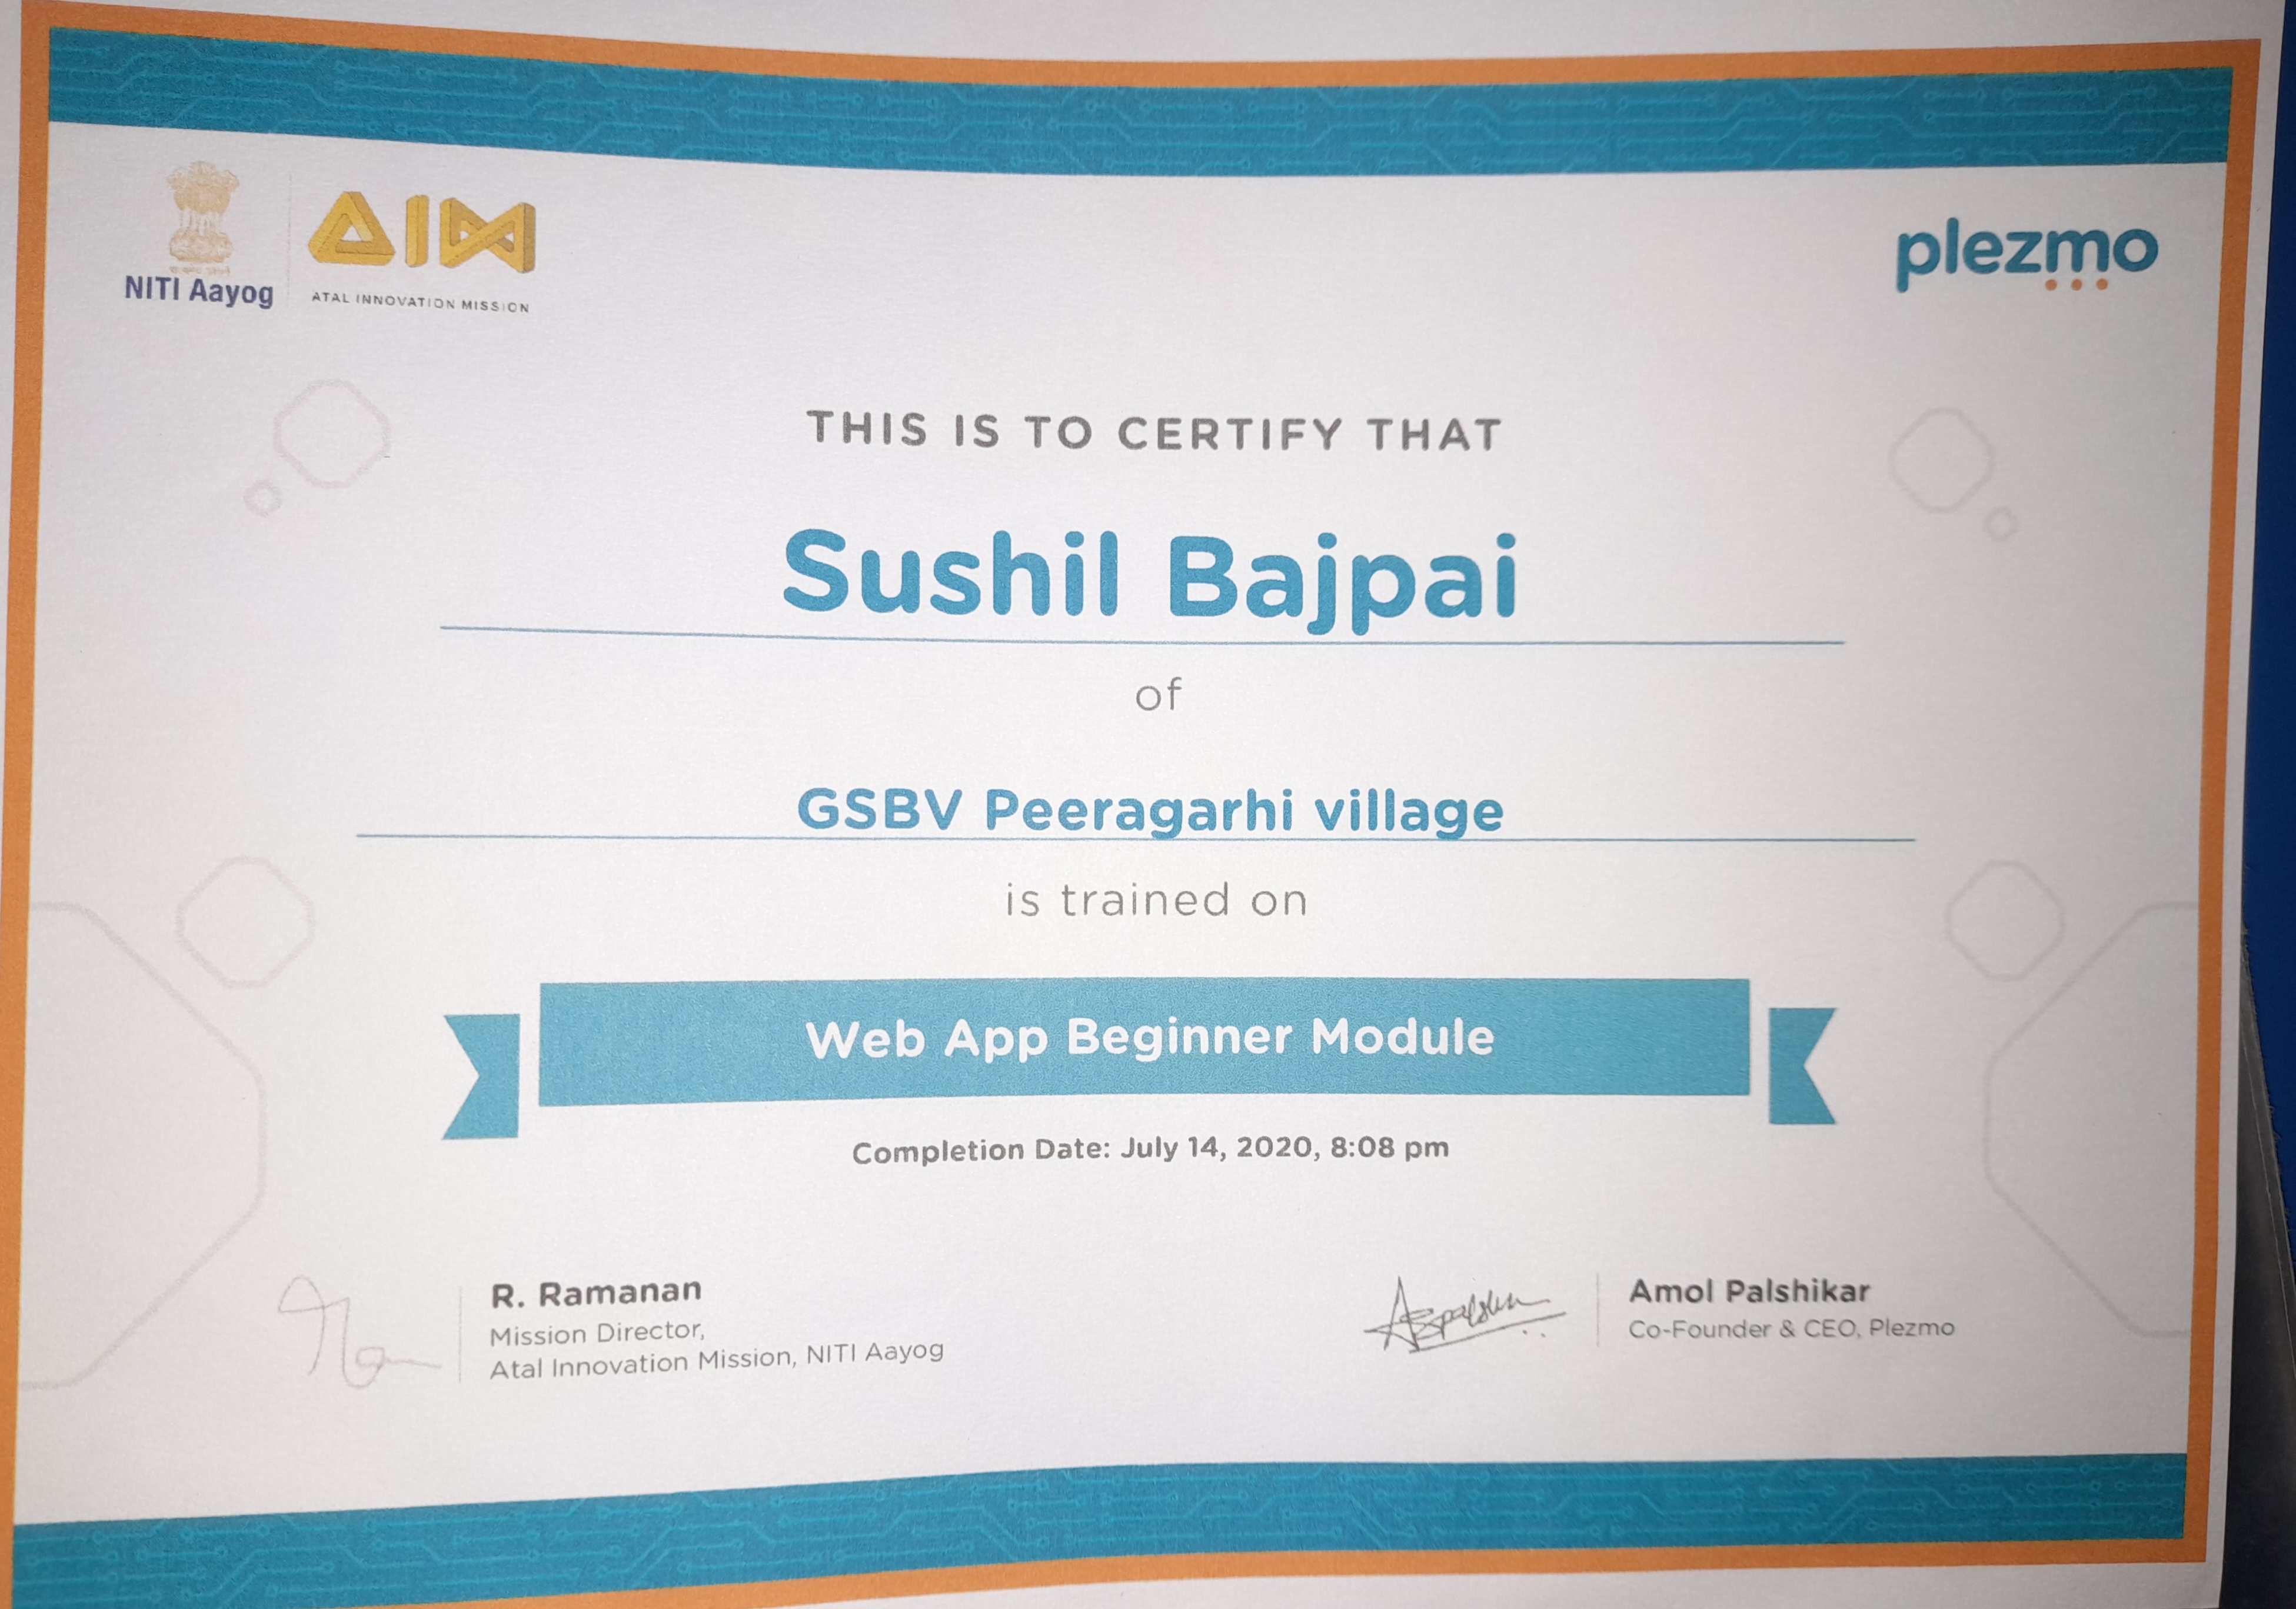 NITI Aayog
AIM
ATAL INNOVATION MISSION
plezmo
THIS IS TO CERTIFY THAT
Sushil Bajpai
of
GSBV Peeragarhi village
is trained on
Web App Beginner Module
Completion Date: July 14, 2020, 8:08 pm
R. Ramanan
Mission Director,
Atal Innovation Mission, NITI Aayog
Amol Palshikar
Co-Founder & CEO, Plezmo